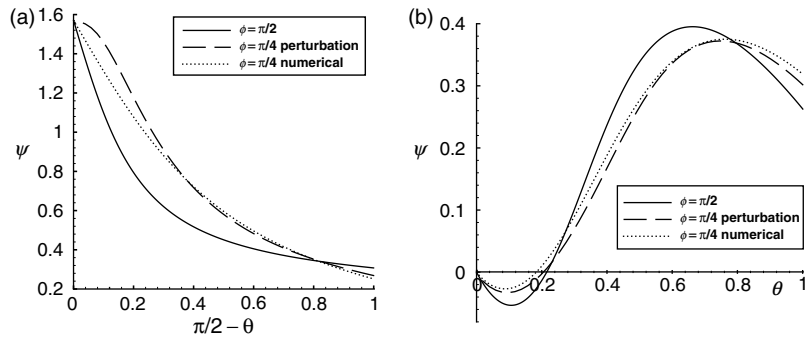 (a)
1.6
1.4
1.2
1
0.8
0.6
0.4
0.2
ψ
ϕ=π/2
ϕ=π/4 perturbation
ϕ=π/4 numerical
0 0.2 0.4 0.6 0.8 1
π/2−θ
(b)
0.4
0.3
0.2
0.1
0
ψ
ϕ=π/2
ϕ=π/4 perturbation
ϕ=π/4 numerical
0 0.2 0.4 0.6 0.8 1
θ